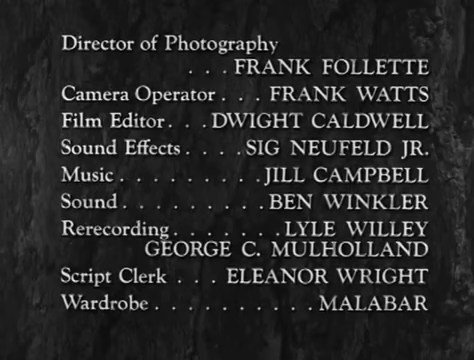 Director of Photography
. . . FRANK FOLLETTE
Camera Operator . . . FRANK WATTS
Film Editor . . . DWIGHT CALDWELL
Sound Effects . . . . SIG NEUFELD JR.
Music . . . . . . . . . JILL CAMPBELL
Sound . . . . . . . . . BEN WINKLER
Rerecording . . . . . . . LYLE WILLEY
GEORGE C. MULHOLLAND
Script Clerk . . . ELEANOR WRIGHT
Wardrobe . . . . . . . . . . MALABAR